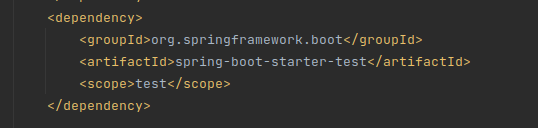 <dependency>
<groupId>org.springframework.boot</groupId>
<artifactId>spring-boot-starter-test</artifactId>
<scope>test</scope>
</dependency>